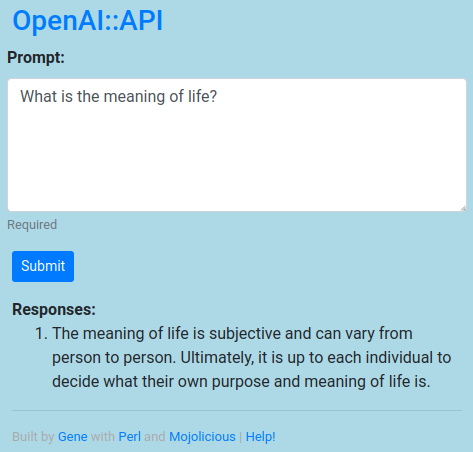 OpenAI::API
Prompt:
What is the meaning of life?
Required
Submit
Responses:
1. The meaning of life is subjective and can vary from
person to person. Ultimately, it is up to each individual to
decide what their own purpose and meaning of life is.
Built by Gene with Perl and Mojolicious | Help!